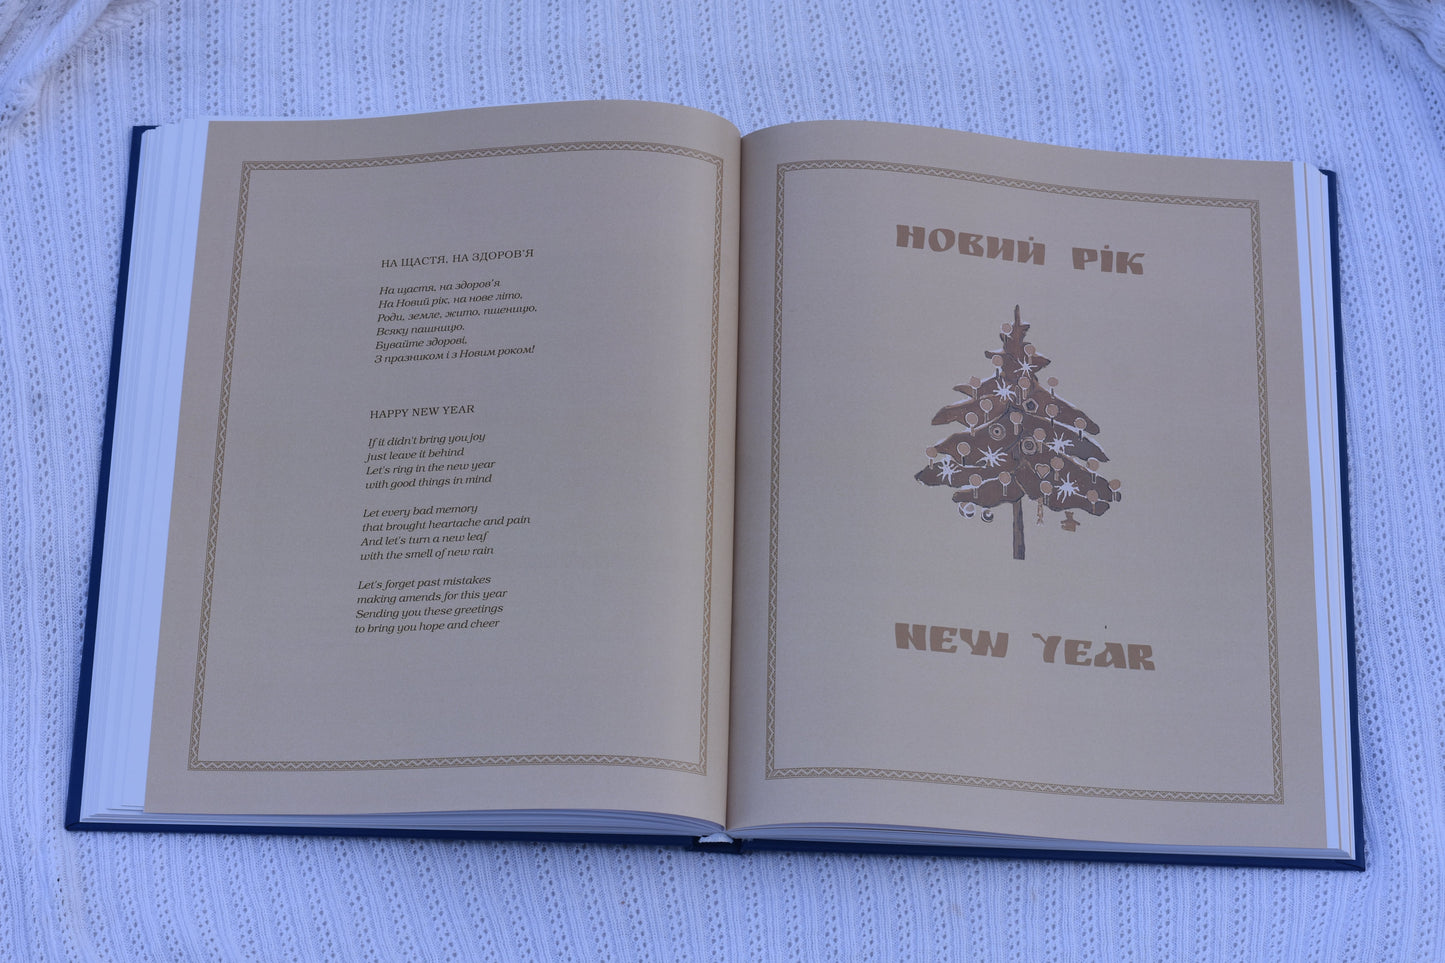 НА ЩАСТЯ, НА ЗДОРОВ'Я
На щастя, на здоров'я
На Новий рік, на нове літо,
Роди, земле, жито, пшеницю,
Всяку пашницю.
Бувайте здорові,
З празником і з Новим роком!
HAPPY NEW YEAR
If it didn't bring you joy
just leave it behind
Let's ring in the new year
with good things in mind
Let every bad memory
that brought heartache and pain
And let's turn a new leaf
with the smell of new rain
Let's forget past mistakes
making amends for this year
Sending you these greetings
to bring you hope and cheer
НОВИЙ РІК
NEW YEAR